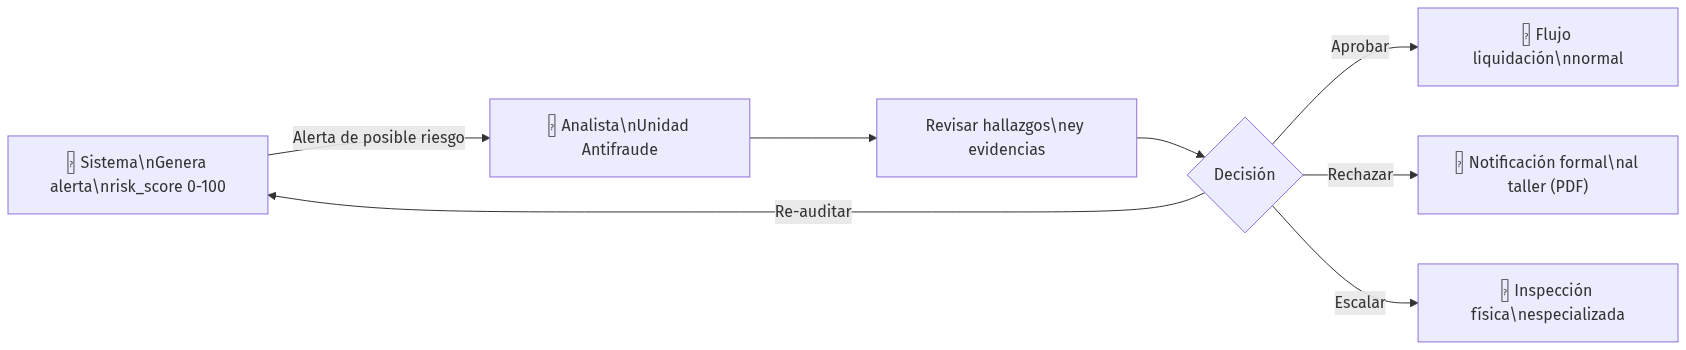 Sistema\nGenera
alerta\nrisk_score 0-100
Alerta de posible riesgo
Analista\nUnidad
Antifraude
Revisar hallazgos\ney
evidencias
Decisión
Re-auditar
Aprobar
Flujo
liquidación\nnormal
Rechazar
Notificación formal\nal
taller (PDF)
Escalar
Inspección
física\nespecializada